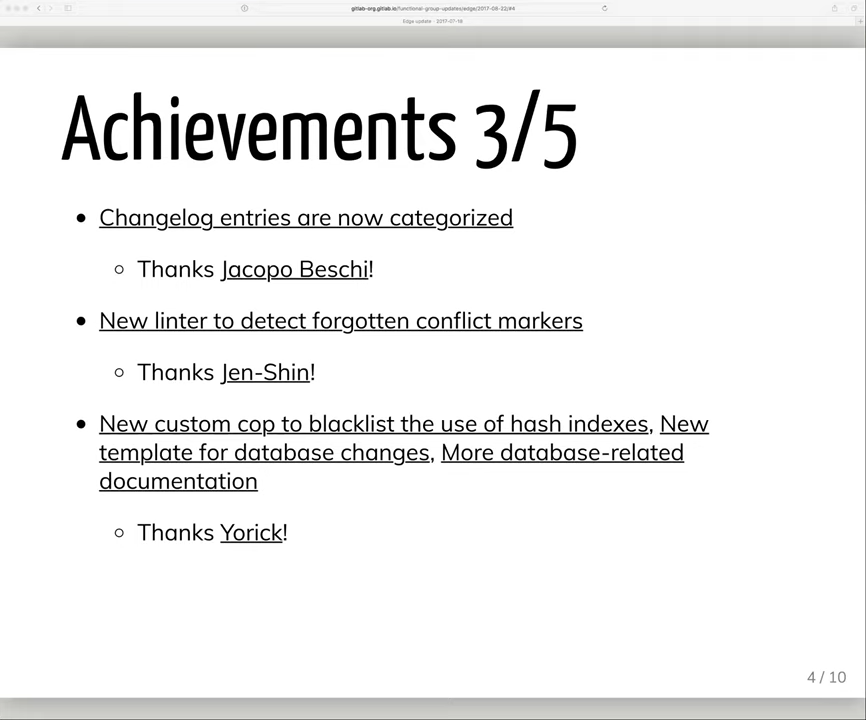 gitlab-org.gitlab.io/functional-group-updates/edge/2017-06-22/#4
Edge update - 2017-07-18
Achievements 3/5
Changelog entries are now categorized
Thanks Jacopo Beschi!
New linter to detect forgotten conflict markers
Thanks Jen-Shin!
New custom cop to blacklist the use of hash indexes, New
template for database changes, More database-related
documentation
Thanks Yorick!
4 / 10